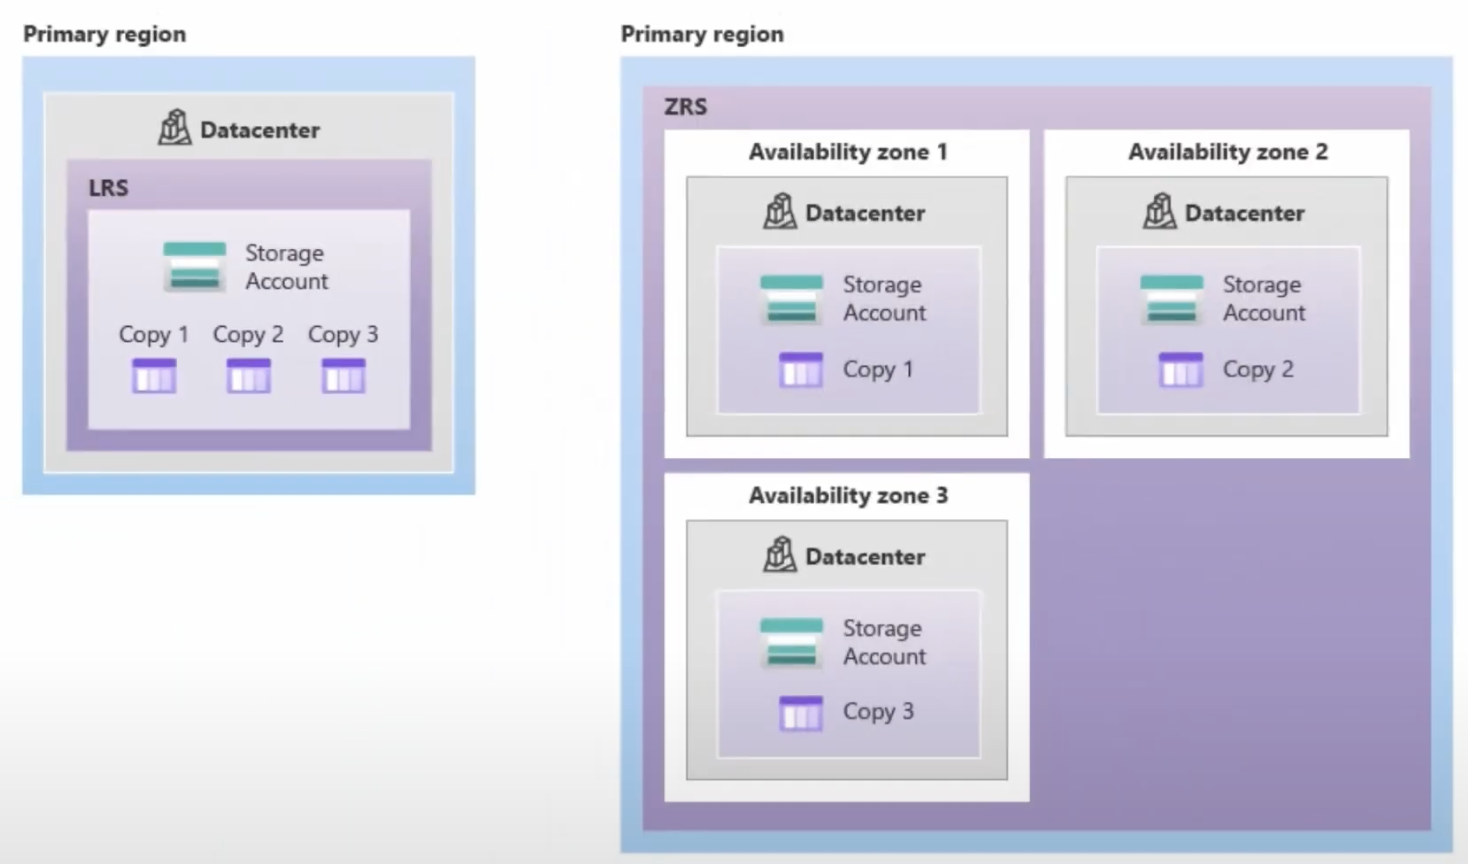 Primary region
Datacenter
LRS
Storage
Account
Copy 1 Copy 2 Copy 3
Primary region
ZRS
Availability zone 1
Datacenter
Storage
Account
Copy 1
Availability zone 2
Datacenter
Storage
Account
Copy 2
Availability zone 3
Datacenter
Storage
Account
Copy 3